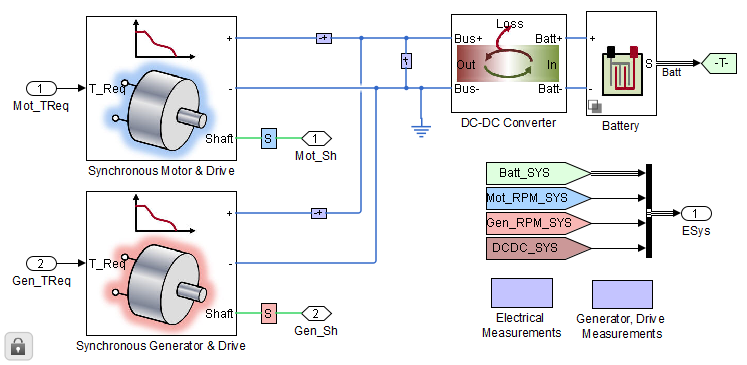 +
T_Req
-
Shaft
1
Mot_TReq
Synchronous Motor & Drive
S
1
Mot_Sh
-+
-+
Bus+
Loss
Batt+
Out
In
Bus-
Batt-
DC-DC Converter
+
-
S
Battery
Batt
-T-
+
T_Req
-
Shaft
2
Gen_TReq
Synchronous Generator & Drive
-+
S
2
Gen_Sh
Batt_SYS
Mot_RPM_SYS
Gen_RPM_SYS
DCDC_SYS
1
ESys
Electrical
Measurements
Generator, Drive
Measurements